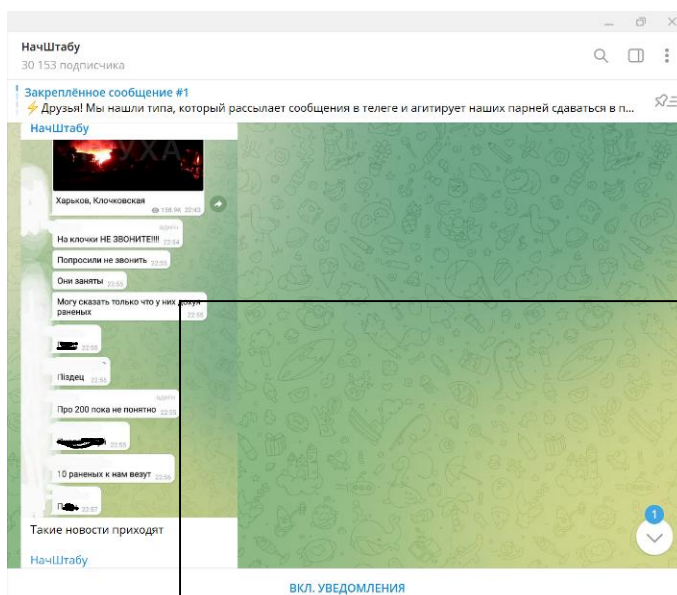 НачШтабу
30 153 подписчика
Закреплённое сообщение #1
⚡ Друзья! Мы нашли типа, который рассылает сообщения в телеге и агитирует наших парней сдаваться в п...
НачШтабу
УХА
Харьков, Клочковская
158.9K 22:43
админ
На клочки НЕ ЗВОНИТЕ!!!! 22:54
Попросили не звонить 22:55
Они заняты 22:55
Могу сказать только что у них дохуя
раненых 22:55
22:55
Піздец 22:55
админ
Про 200 пока не понятно 22:55
22:55
10 раненых к нам везут 22:56
22:57
Такие новости приходят
НачШтабу
1
ВКЛ. УВЕДОМЛЕНИЯ